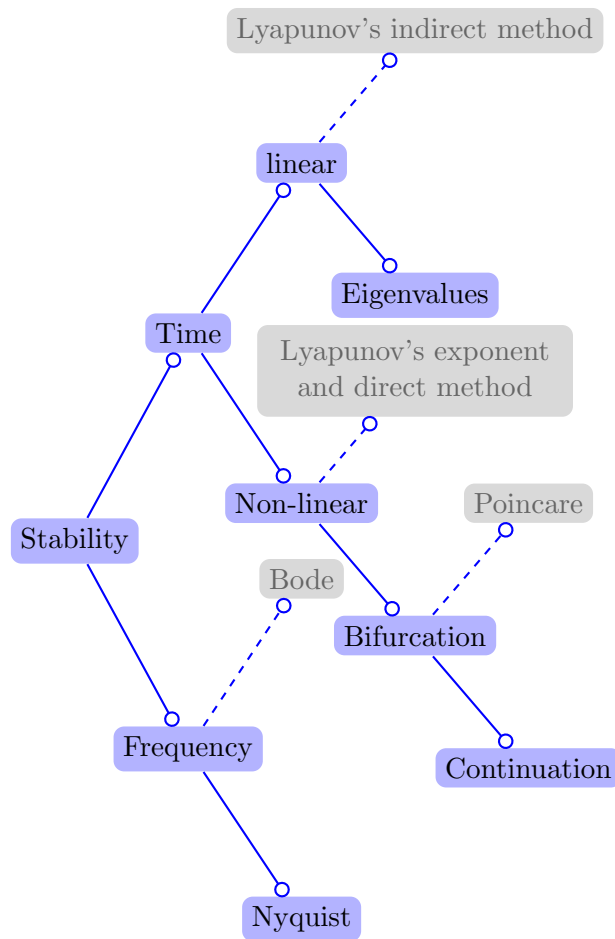 Lyapunov's indirect method
linear
Eigenvalues
Time
Lyapunov's exponent
and direct method
Non-linear
Poincare
Stability
Bode
Bifurcation
Frequency
Continuation
Nyquist